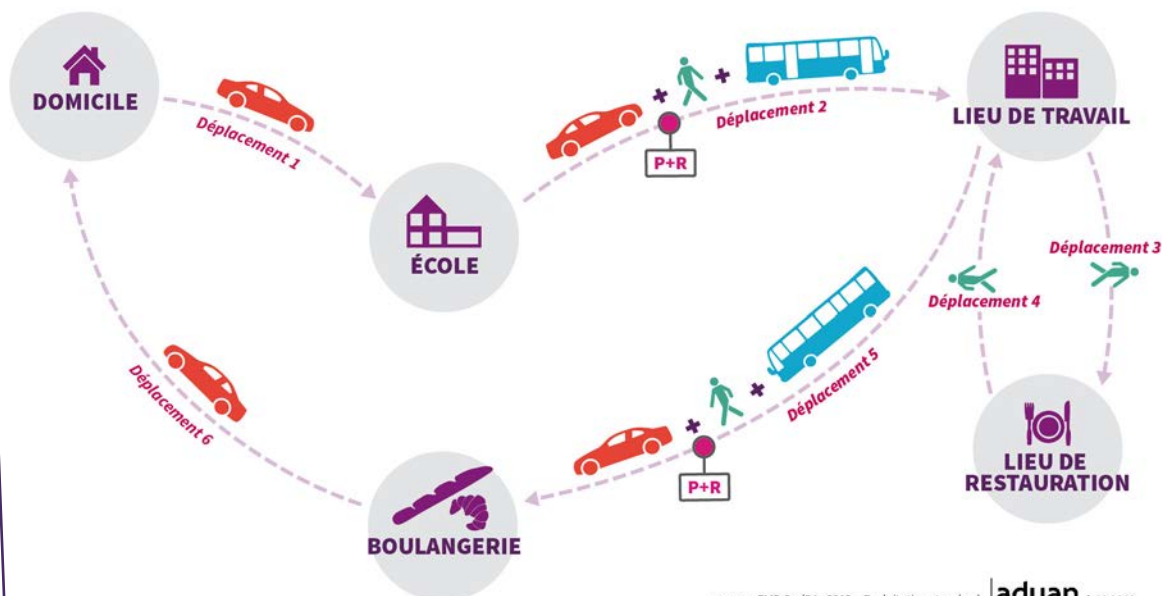 DOMICILE
Déplacement 1
ÉCOLE
P+R
Déplacement 2
LIEU DE TRAVAIL
Déplacement 3
Déplacement 4
LIEU DE
RESTAURATION
Déplacement 5
P+R
BOULANGERIE
Déplacement 6
aduan